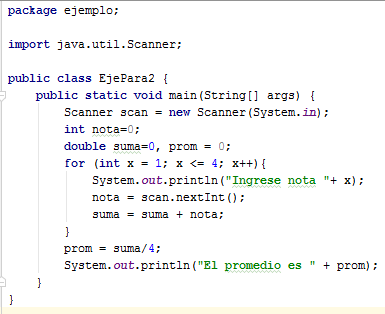 package ejemplo;
import java.util.Scanner;
public class EjePara2 {
public static void main(String[] args) {
Scanner scan = new Scanner(System.in);
int nota=0;
double suma=0, prom = 0;
for (int x = 1; x <= 4; x++){
System.out.println("Ingrese nota "+ x);
nota = scan.nextInt();
suma = suma + nota;
}
prom = suma/4;
System.out.println("El promedio es " + prom);
}
}